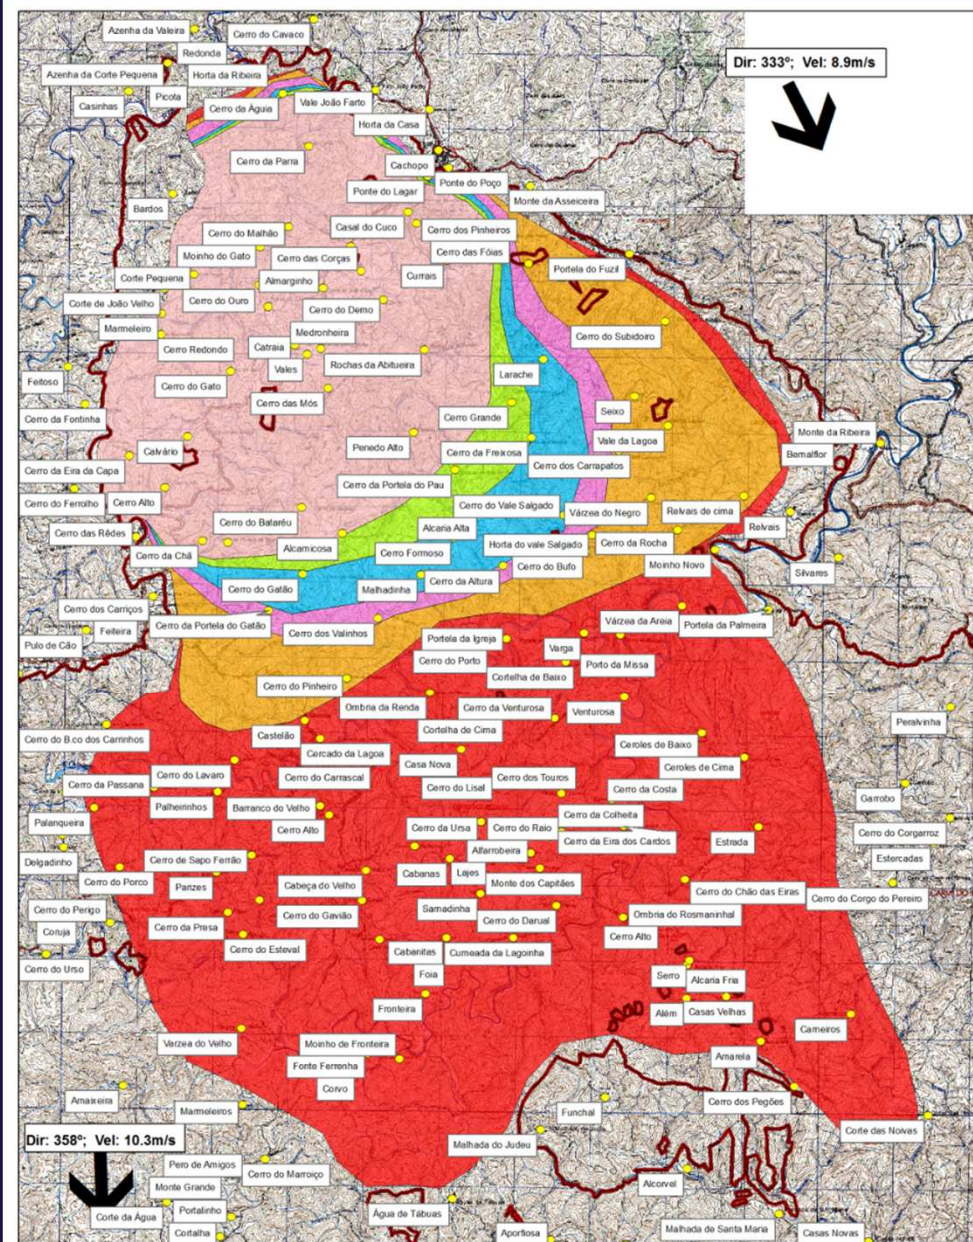 Azenha da Valeira
Cerro do Cavaco
Redonda
Dir: 333º; Vel: 8.9m/s
Azenha da Corte Pequena
Horta da Ribeira
Picota
Casinhas
Cerro da Águia
Vale João Farto
Horta da Casa
Cerro da Parra
Cachopo
Ponte do Poço
Ponte do Lagar
Monte da Asseiceira
Bardos
Cerro do Malhão
Casal do Cuco
Cerro dos Pinheiros
Moinho do Gato
Cerro das Corças
Cerro das Fóias
Portela do Fuzil
Corte Pequena
Almarginho
Currais
Corte de João Velho
Cerro do Ouro
Cerro do Demo
Marmeleiro
Medronheira
Cerro do Subidoiro
Cerro Redondo
Catraia
Vales
Rochas da Abitueira
Larache
Feitoso
Cerro do Gato
Cerro das Mós
Cerro da Fontinha
Cerro Grande
Seixo
Calvário
Penedo Alto
Cerro da Freixosa
Vale da Lagoa
Monte da Ribeira
Bemalflor
Cerro da Eira da Capa
Cerro dos Carrapatos
Cerro da Portela do Pau
Cerro do Ferrolho
Cerro Alto
Cerro do Vale Salgado
Várzea do Negro
Relvais de cima
Cerro do Bataréu
Alcaria Alta
Relvais
Cerro das Rêdes
Cerro da Chã
Alcarnicosa
Cerro Formoso
Horta do vale Salgado
Cerro da Rocha
Cerro do Bufo
Moinho Novo
Silvares
Cerro do Gatão
Malhadinha
Cerro da Altura
Cerro dos Carriços
Cerro da Portela do Gatão
Feiteira
Cerro dos Valinhos
Várzea da Areia
Portela da Palmeira
Pulo de Cão
Portela da Igreja
Varga
Cerro do Porto
Porto da Missa
Cortelha de Baixo
Cerro do Pinheiro
Ombria da Renda
Cerro da Venturosa
Venturosa
Peralvinha
Cerro do B.co dos Carrinhos
Castelão
Cortelha de Cima
Ceroles de Baixo
Cercado da Lagoa
Casa Nova
Ceroles de Cima
Cerro da Passana
Cerro do Lavaro
Cerro do Carrascal
Cerro dos Touros
Cerro do Lisal
Cerro da Costa
Garrobo
Palheirinhos
Barranco do Velho
Palanqueira
Cerro Alto
Cerro da Ursa
Cerro do Raio
Cerro da Colheita
Cerro do Corgarroz
Cerro da Eira dos Cardos
Estrada
Alfarrobeira
Estercadas
Delgadinho
Cerro de Sapo Ferrão
Cabanas
Lajes
Cerro do Porco
Parizes
Cabeça do Velho
Monte dos Capitães
Cerro do Chão das Eiras
Cerro do Corgo do Pereiro
Cerro do Perigo
Cerro do Gavião
Samadinha
Cerro do Darual
Ombria do Rosmaninhal
Coruja
Cerro da Presa
Cerro Alto
Cerro do Esteval
Cabanitas
Cumeada da Lagoinha
Cerro do Urso
Foia
Serro
Alcaria Fria
Fronteira
Além
Casas Velhas
Carneiros
Varzea do Velho
Moinho de Fronteira
Amarela
Fonte Ferrenha
Corvo
Amaixeira
Marmeleiros
Funchal
Cerro dos Pegões
Corte das Noivas
Dir: 358º; Vel: 10.3m/s
Malhada do Judeu
Pero de Amigos
Cerro do Marroiço
Monte Grande
Alcorvel
Corte da Água
Portalinho
Água de Tábuas
Cortalha
Aporfiosa
Malhada de Santa Maria
Casas Novas